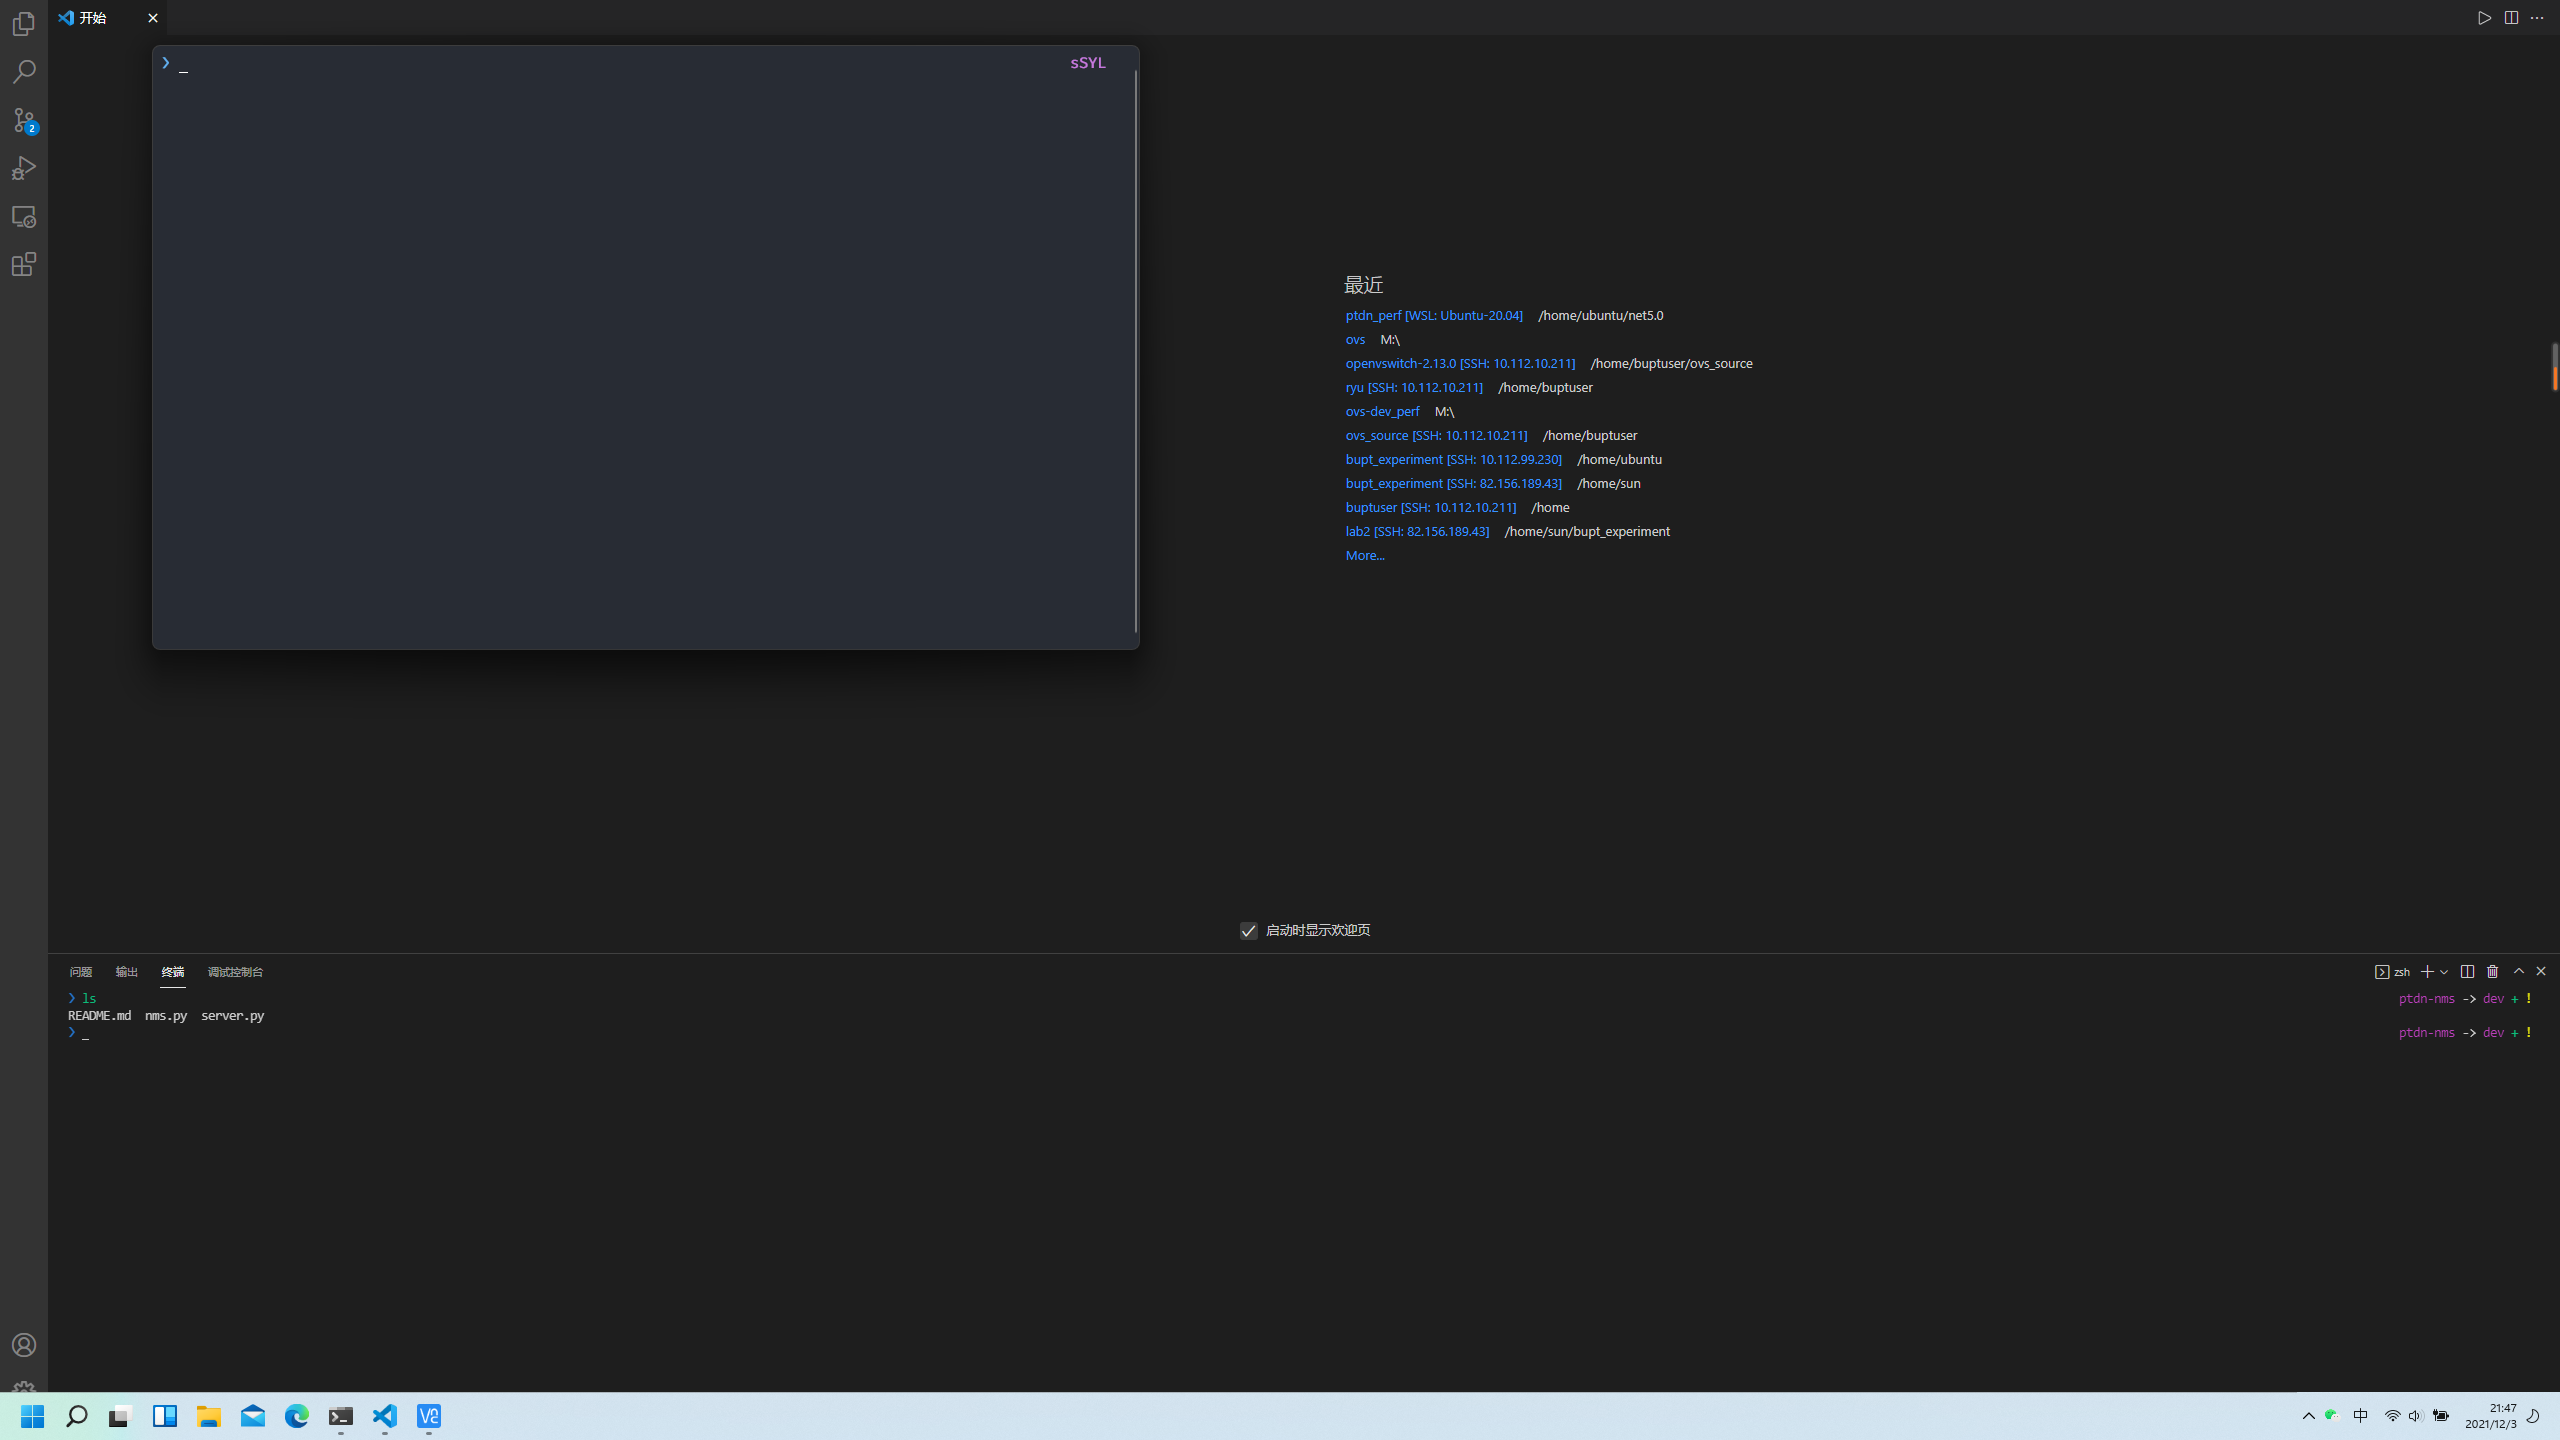 开始
❯ _ sSYL
2
最近
ptdn_perf [WSL: Ubuntu-20.04] /home/ubuntu/net5.0
ovs M:\
openvswitch-2.13.0 [SSH: 10.112.10.211] /home/buptuser/ovs_source
ryu [SSH: 10.112.10.211] /home/buptuser
ovs-dev_perf M:\
ovs_source [SSH: 10.112.10.211] /home/buptuser
bupt_experiment [SSH: 10.112.99.230] /home/ubuntu
bupt_experiment [SSH: 82.156.189.43] /home/sun
buptuser [SSH: 10.112.10.211] /home
lab2 [SSH: 82.156.189.43] /home/sun/bupt_experiment
More...
启动时显示欢迎页
问题 输出 终端 调试控制台 zsh
❯ ls ptdn-nms -> dev + !
README.md nms.py server.py
❯ _ ptdn-nms -> dev + !
中
21:47
2021/12/3